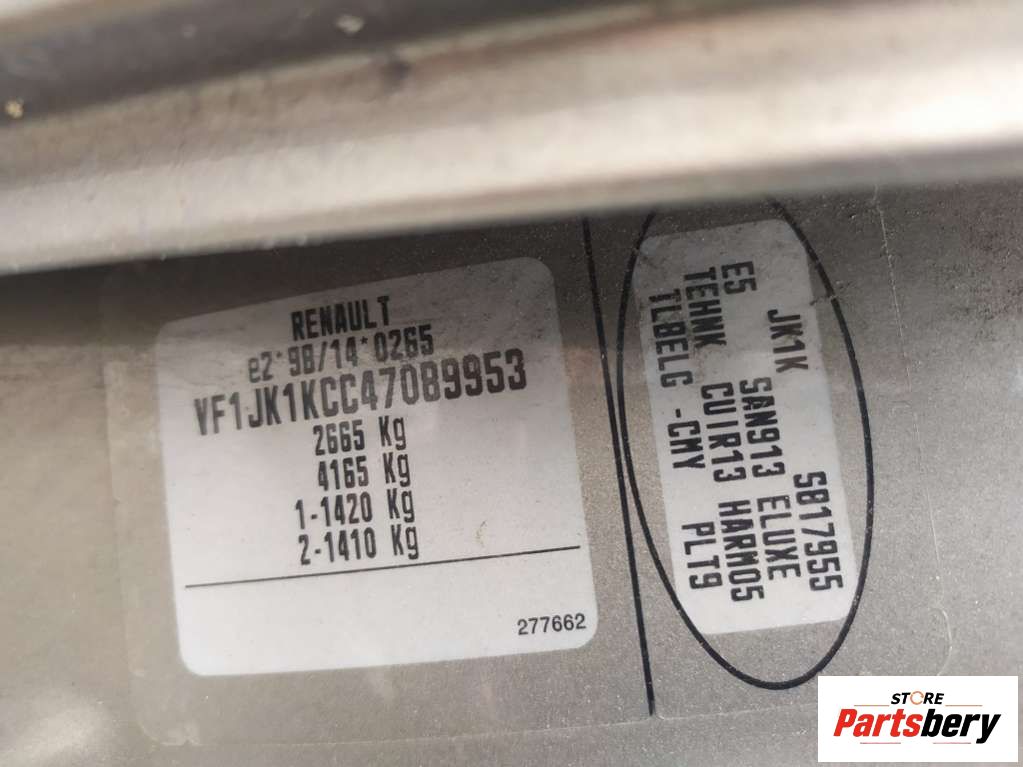 RENAULT
e2*98/14*0265
VF1JK1KCC47089953
2665 Kg
4165 Kg
1-1420 Kg
2-1410 Kg
277662
JK1K SB17955
E5 SAN913 ELUXE
TEHNK CUIR13 HARM05
TLBELG -CMY PLT9
STORE
Partsbery